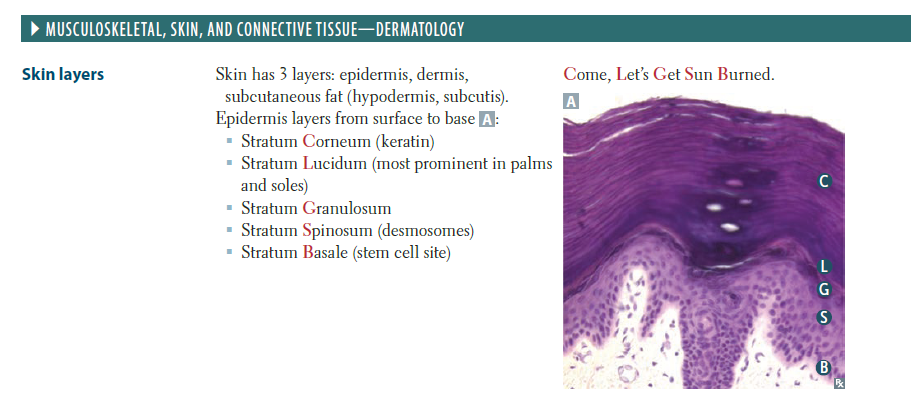 ▶ MUSCULOSKELETAL, SKIN, AND CONNECTIVE TISSUE—DERMATOLOGY
Skin layers
Skin has 3 layers: epidermis, dermis,
subcutaneous fat (hypodermis, subcutis).
Epidermis layers from surface to base A:
▪ Stratum Corneum (keratin)
▪ Stratum Lucidum (most prominent in palms
and soles)
▪ Stratum Granulosum
▪ Stratum Spinosum (desmosomes)
▪ Stratum Basale (stem cell site)
Come, Let’s Get Sun Burned.
A
C
L
G
S
B
℞